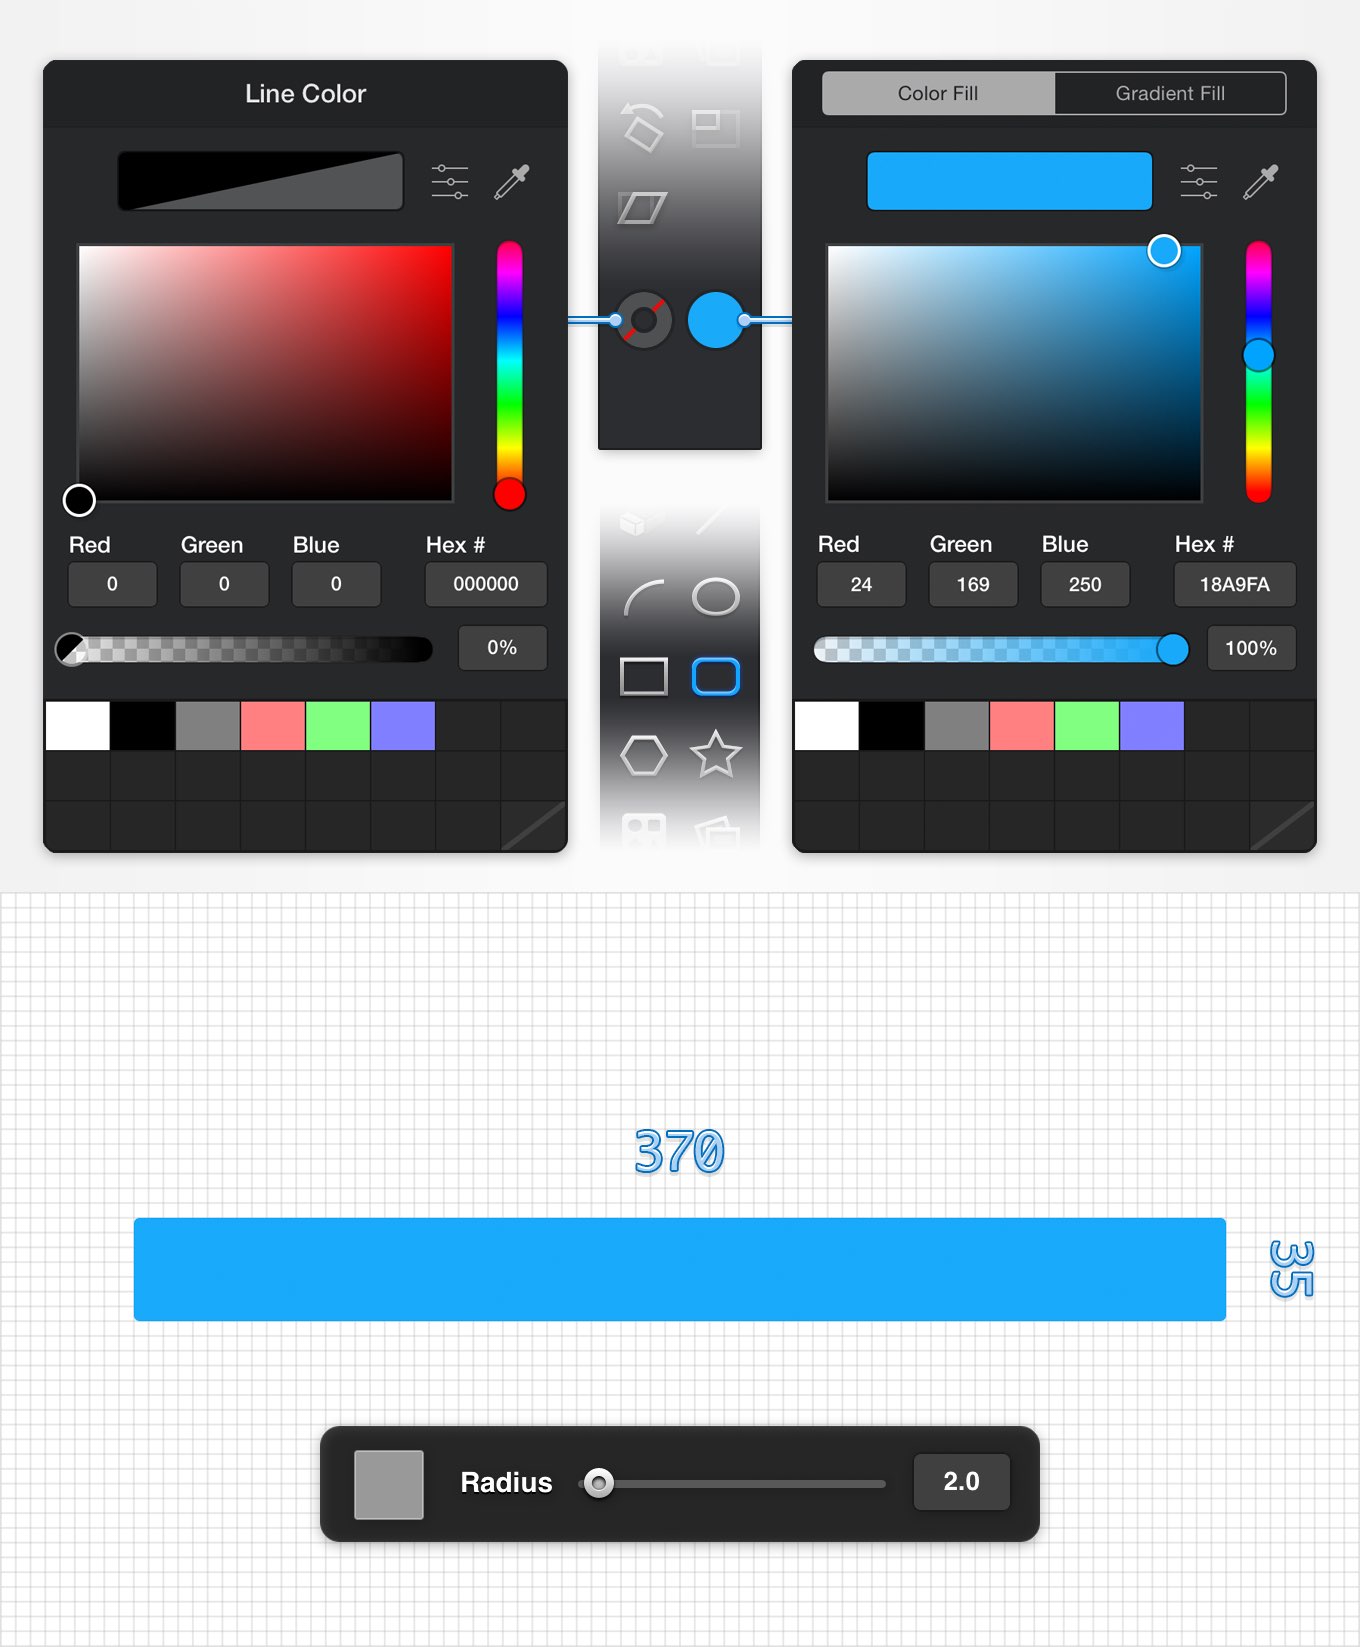 Line Color
Red Green Blue Hex #
0 0 0 000000
0%
Color Fill Gradient Fill
Red Green Blue Hex #
24 169 250 18A9FA
100%
370
35
Radius 2.0